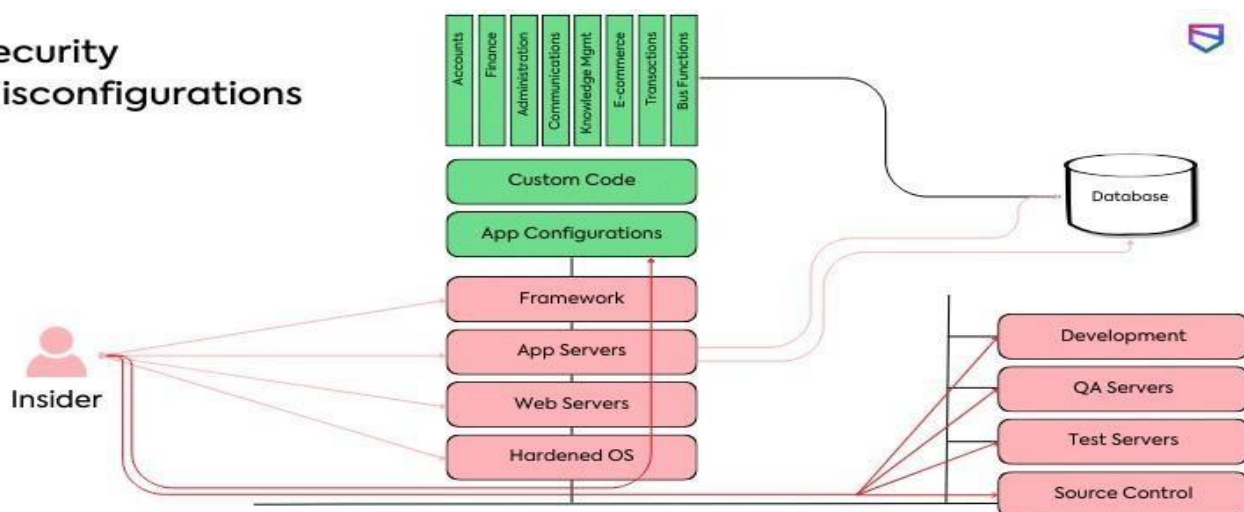 ecurity
isconfigurations
Accounts
Finance
Administration
Communications
Knowledge Mgmt
E-commerce
Transactions
Bus Functions
Custom Code
App Configurations
Database
Framework
App Servers
Web Servers
Hardened OS
Insider
Development
QA Servers
Test Servers
Source Control